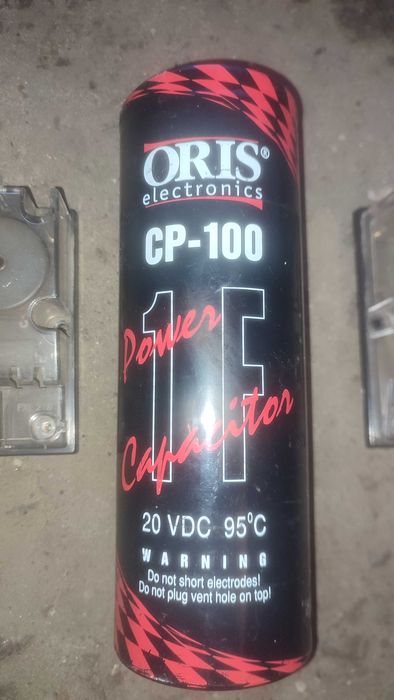 ORIS®
electronics
CP-100
1F
Power
Capacitor
20 VDC 95°C
WARNING
Do not short electrodes!
Do not plug vent hole on top!